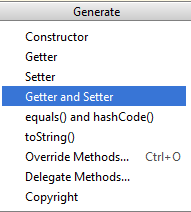 Generate
Constructor
Getter
Setter
Getter and Setter
equals() and hashCode()
toString()
Override Methods... Ctrl+O
Delegate Methods...
Copyright